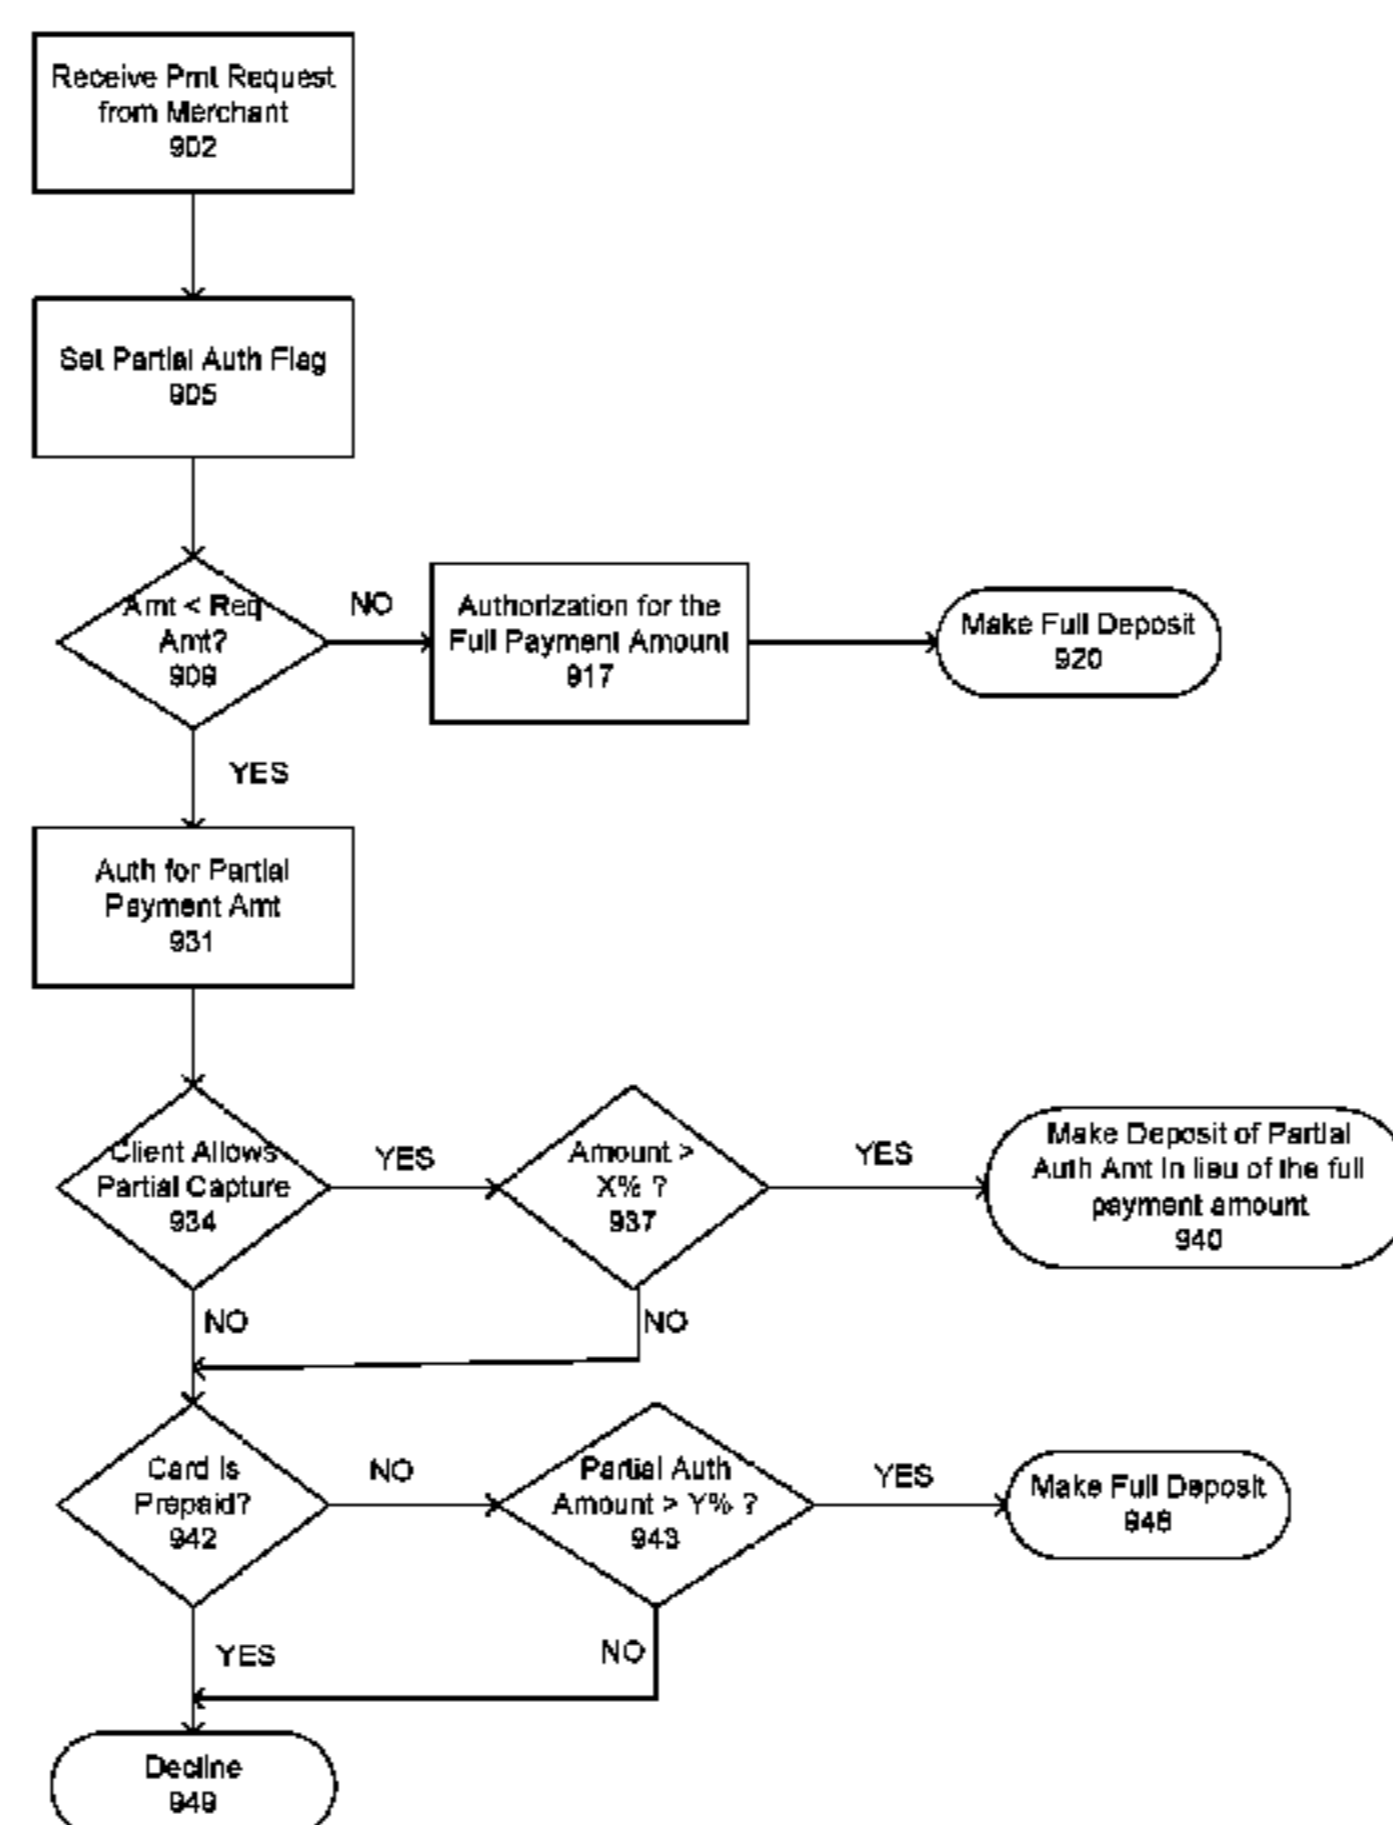 Receive Pmt Request
from Merchant
902
Set Partial Auth Flag
905
Amt < Req
Amt?
909
NO
Authorization for the
Full Payment Amount
917
Make Full Deposit
920
YES
Auth for Partial
Payment Amt
931
Client Allows
Partial Capture
934
YES
Amount >
X% ?
937
YES
Make Deposit of Partial
Auth Amt in lieu of the full
payment amount
940
NO
NO
Card is
Prepaid?
942
NO
Partial Auth
Amount > Y% ?
943
YES
Make Full Deposit
YES
NO
Decline
949